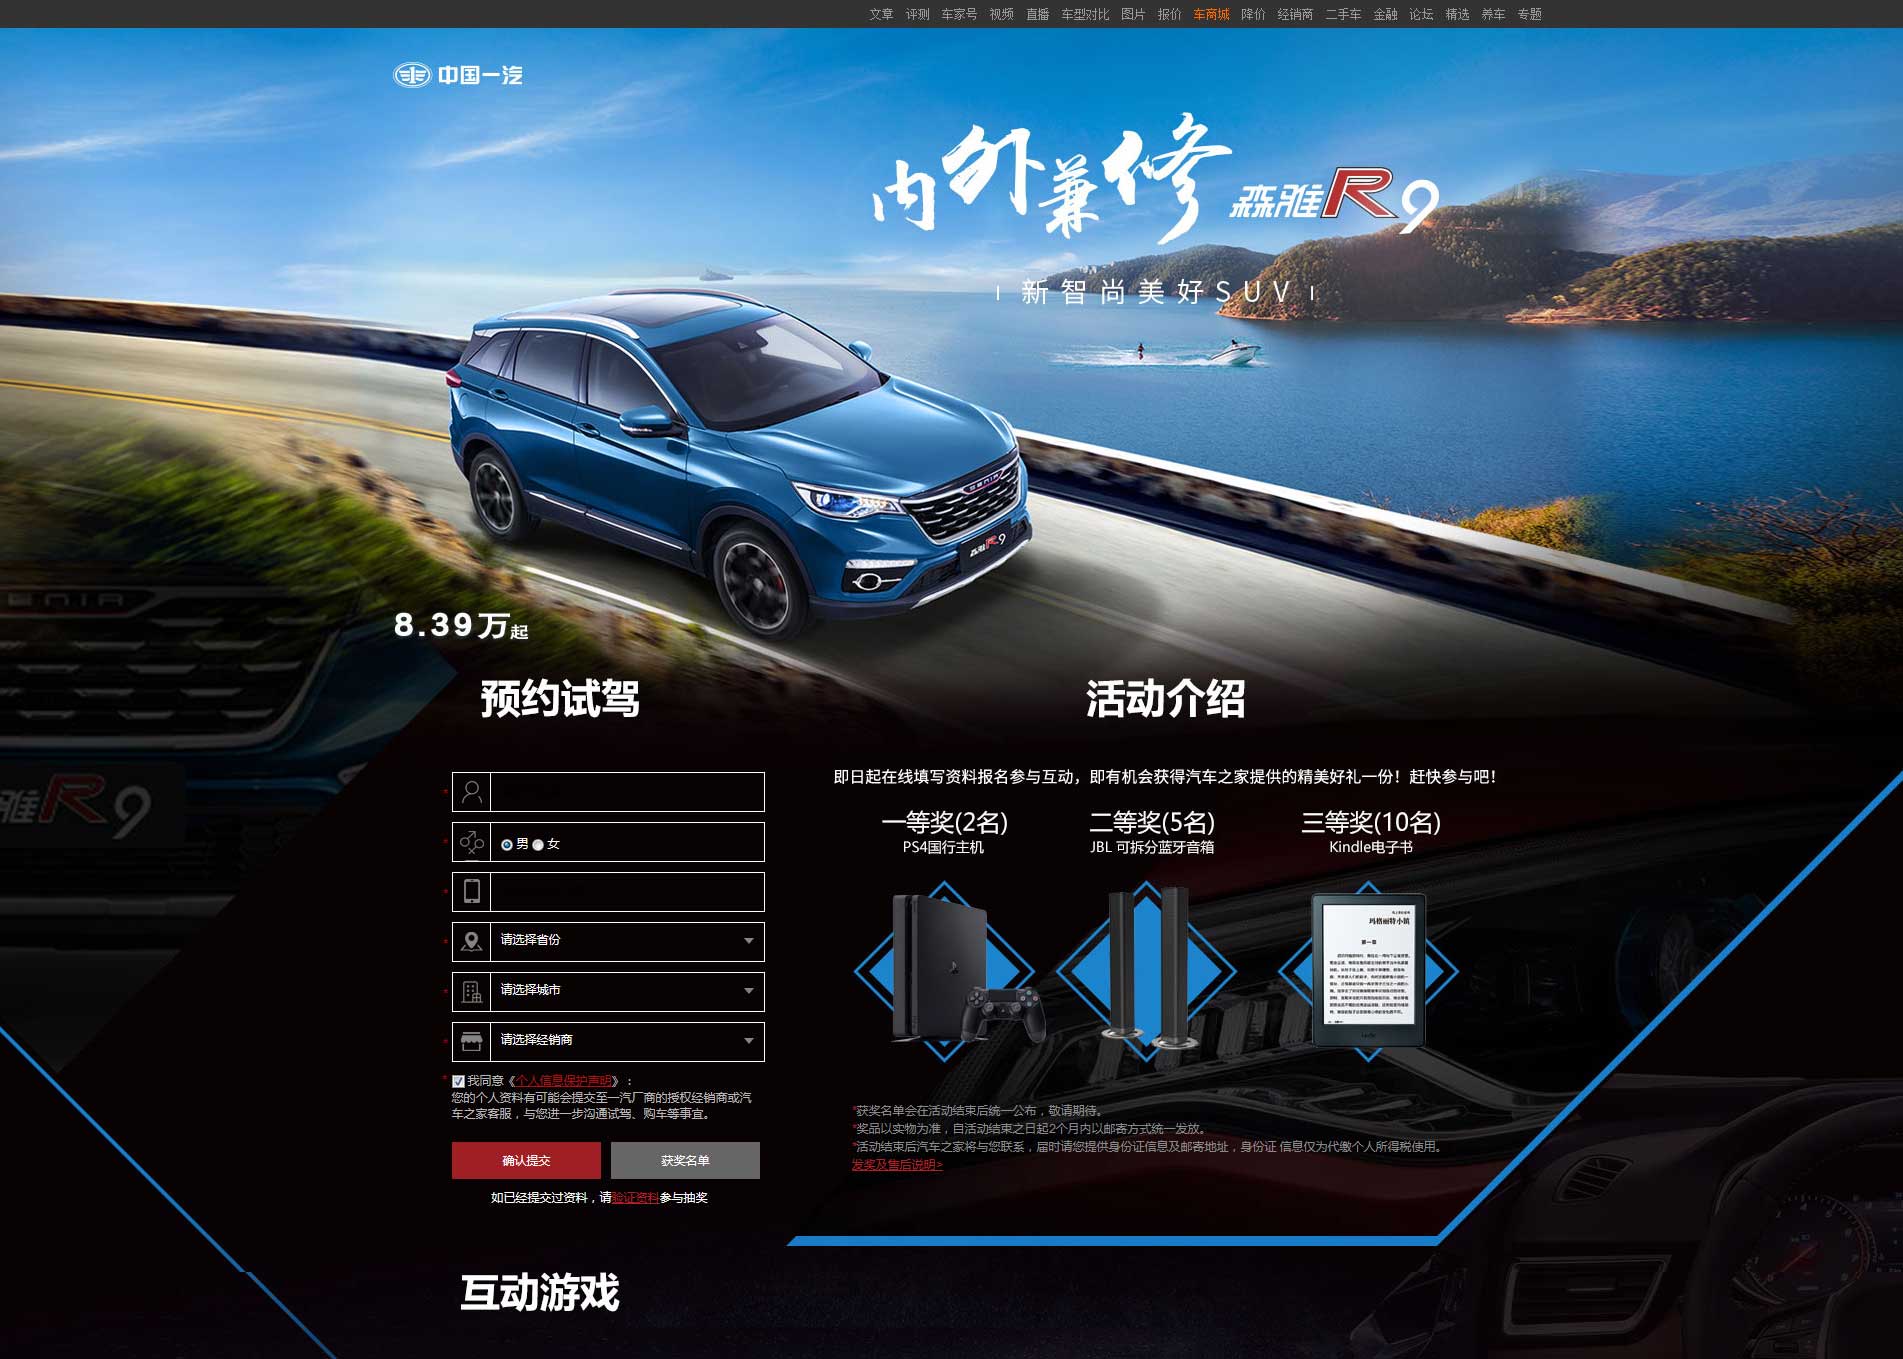 文章 评测 车家号 视频 直播 车型对比 图片 报价 车商城 降价 经销商 二手车 金融 论坛 精选 养车 专题
中国一汽
内外兼修 森雅R9
新智尚美好SUV
SENIA
森雅R9
SENIA
雅R9
8.39万起
预约试驾
男 女
请选择省份
请选择城市
请选择经销商
*我同意《个人信息保护声明》：
您的个人资料有可能会提交至一汽厂商的授权经销商或汽
车之家客服，与您进一步沟通试驾、购车等事宜。
确认提交 获奖名单
如已经提交过资料，请验证资料参与抽奖
活动介绍
即日起在线填写资料报名参与互动，即有机会获得汽车之家提供的精美好礼一份！赶快参与吧！
一等奖(2名)
PS4国行主机
二等奖(5名)
JBL 可拆分蓝牙音箱
三等奖(10名)
Kindle电子书
玛格丽特小镇
第一章
*获奖名单会在活动结束后统一公布，敬请期待。
*奖品以实物为准，自活动结束之日起2个月内以邮寄方式统一发放。
*活动结束后汽车之家将与您联系，届时请您提供身份证信息及邮寄地址，身份证 信息仅为代缴个人所得税使用。
发奖及售后说明>
互动游戏